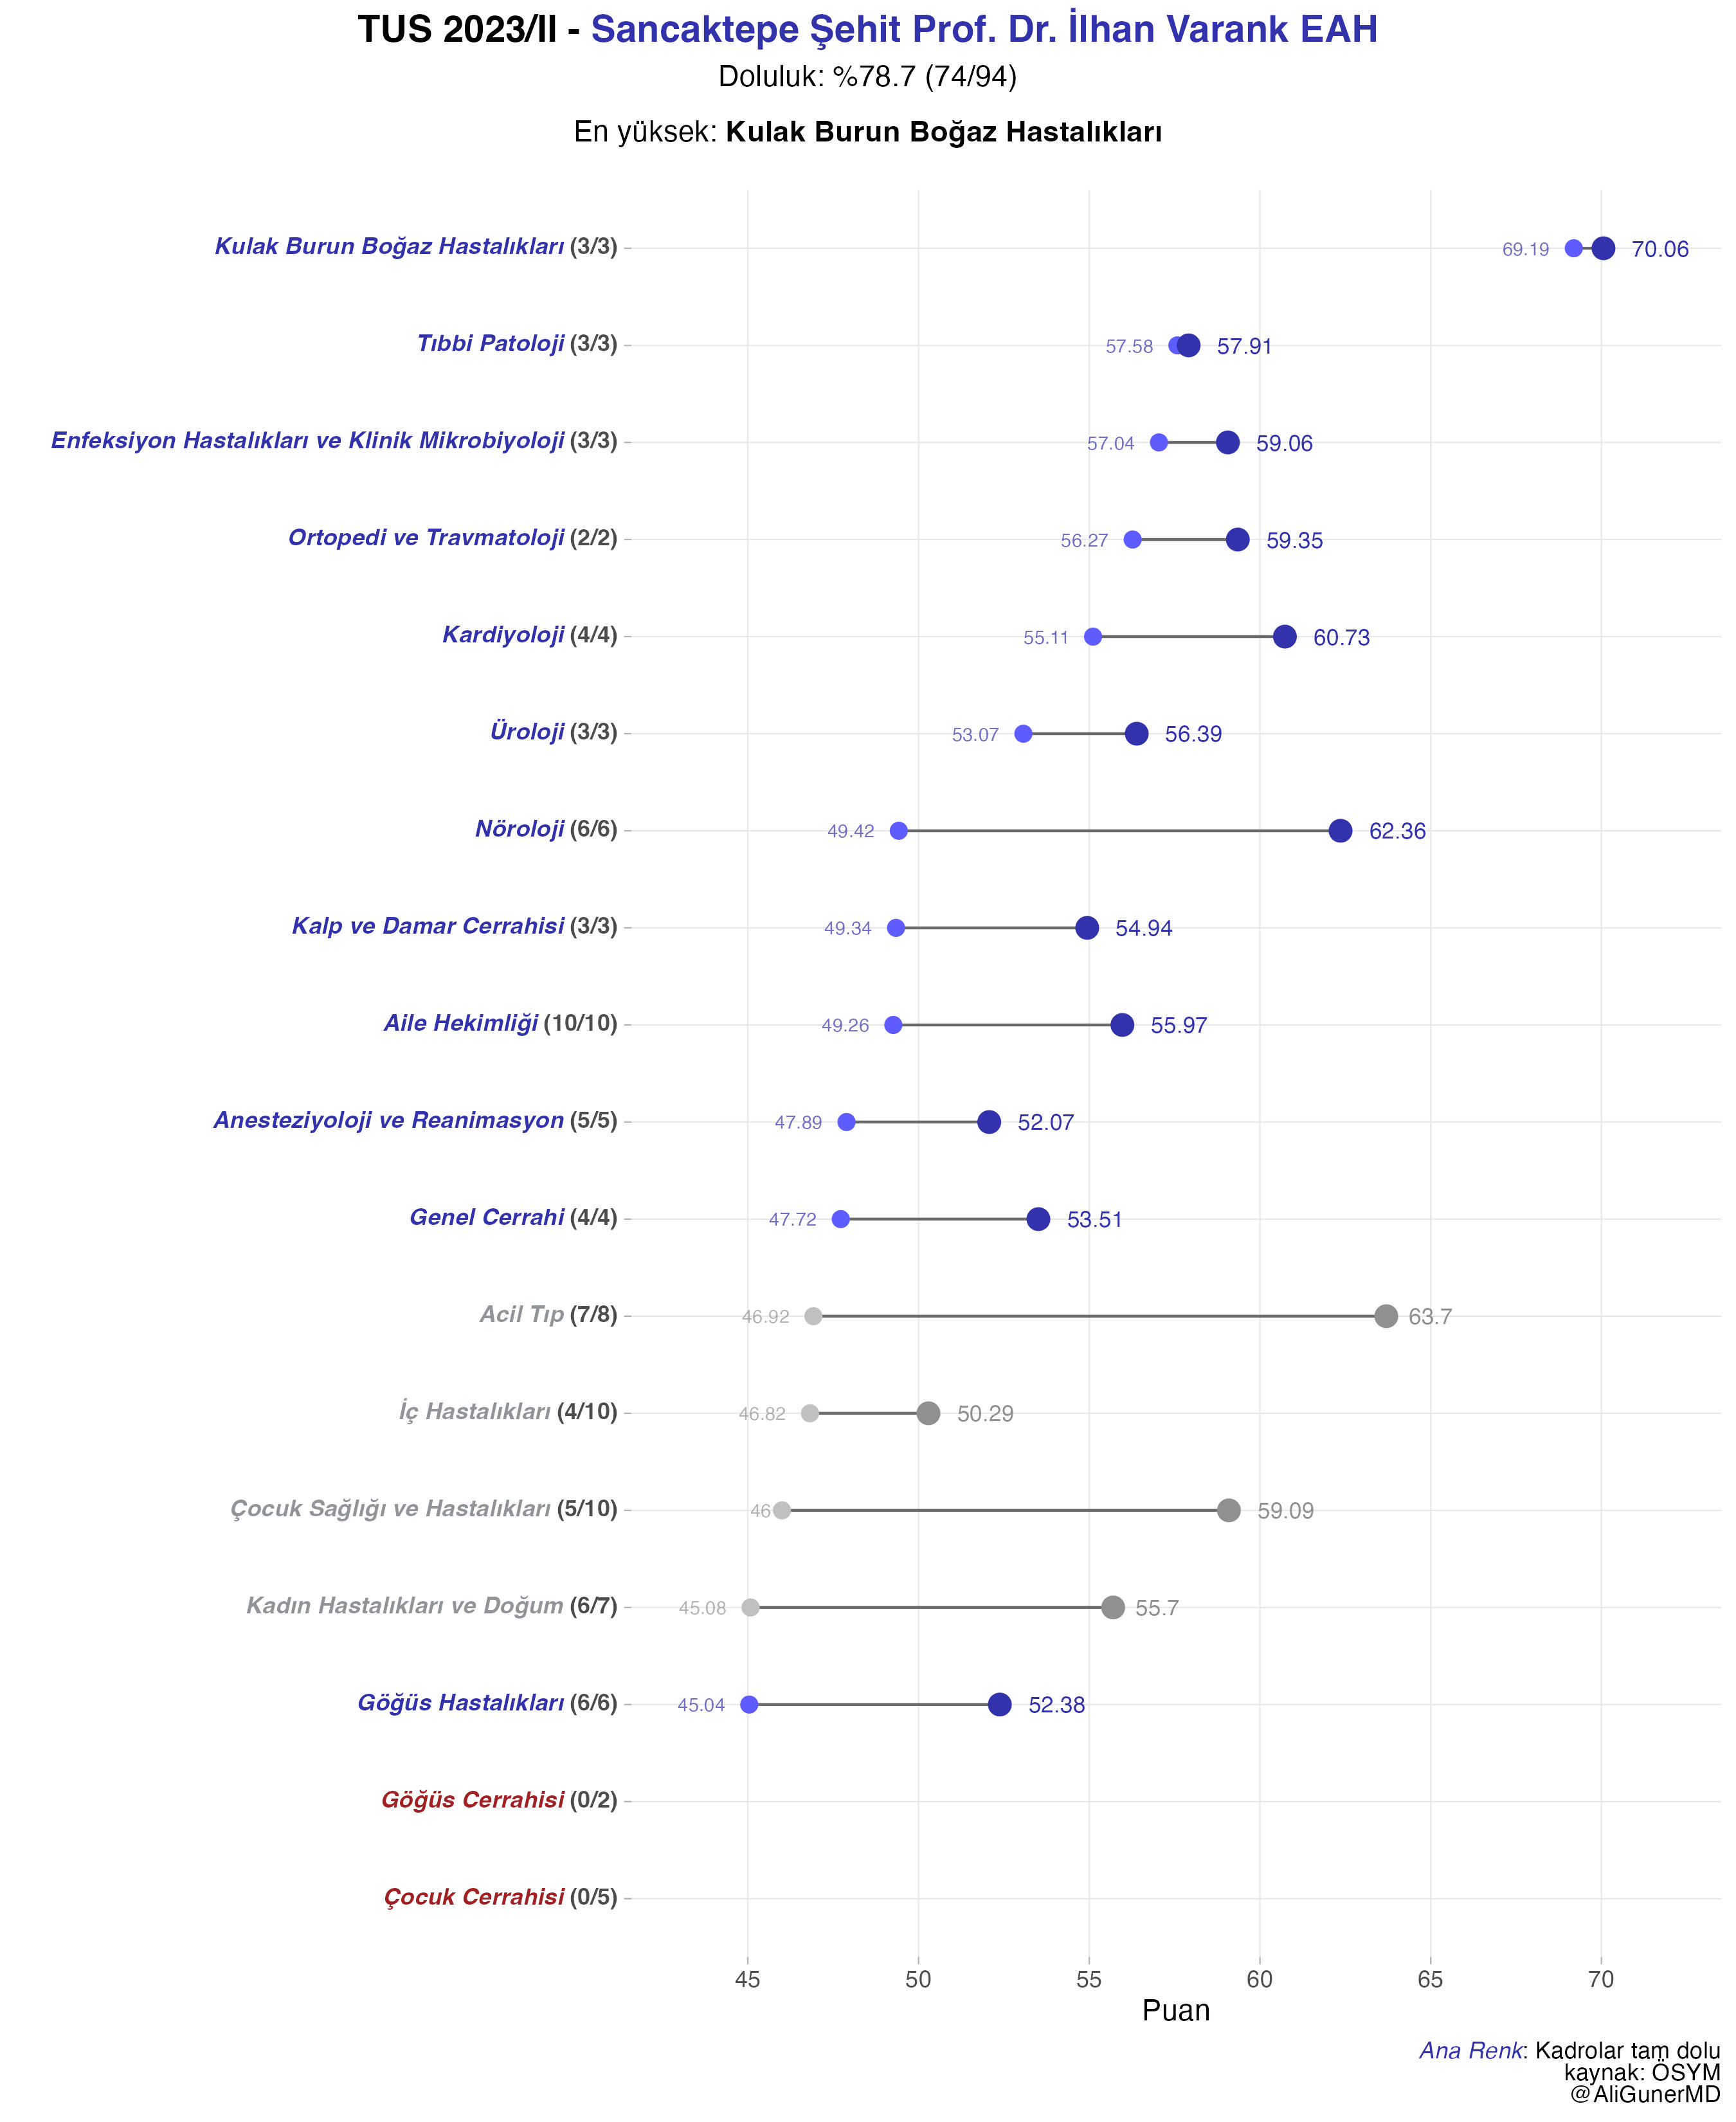 TUS 2023/II - Sancaktepe Şehit Prof. Dr. İlhan Varank EAH
Doluluk: %78.7 (74/94)
En yüksek: Kulak Burun Boğaz Hastalıkları
Kulak Burun Boğaz Hastalıkları (3/3) 69.19 70.06
Tıbbi Patoloji (3/3) 57.58 57.91
Enfeksiyon Hastalıkları ve Klinik Mikrobiyoloji (3/3) 57.04 59.06
Ortopedi ve Travmatoloji (2/2) 56.27 59.35
Kardiyoloji (4/4) 55.11 60.73
Üroloji (3/3) 53.07 56.39
Nöroloji (6/6) 49.42 62.36
Kalp ve Damar Cerrahisi (3/3) 49.34 54.94
Aile Hekimliği (10/10) 49.26 55.97
Anesteziyoloji ve Reanimasyon (5/5) 47.89 52.07
Genel Cerrahi (4/4) 47.72 53.51
Acil Tıp (7/8) 46.92 63.7
İç Hastalıkları (4/10) 46.82 50.29
Çocuk Sağlığı ve Hastalıkları (5/10) 46 59.09
Kadın Hastalıkları ve Doğum (6/7) 45.08 55.7
Göğüs Hastalıkları (6/6) 45.04 52.38
Göğüs Cerrahisi (0/2)
Çocuk Cerrahisi (0/5)
45 50 55 60 65 70
Puan
Ana Renk: Kadrolar tam dolu
kaynak: ÖSYM
@AliGunerMD